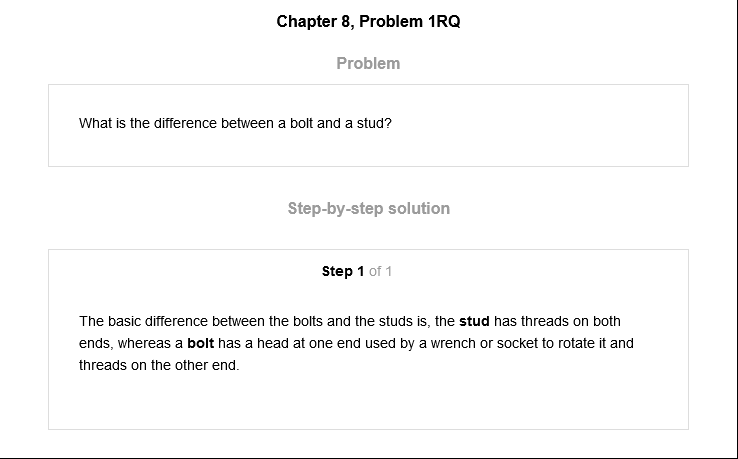 Chapter 8, Problem 1RQ
Problem
What is the difference between a bolt and a stud?
Step-by-step solution
Step 1 of 1
The basic difference between the bolts and the studs is, the stud has threads on both
ends, whereas a bolt has a head at one end used by a wrench or socket to rotate it and
threads on the other end.